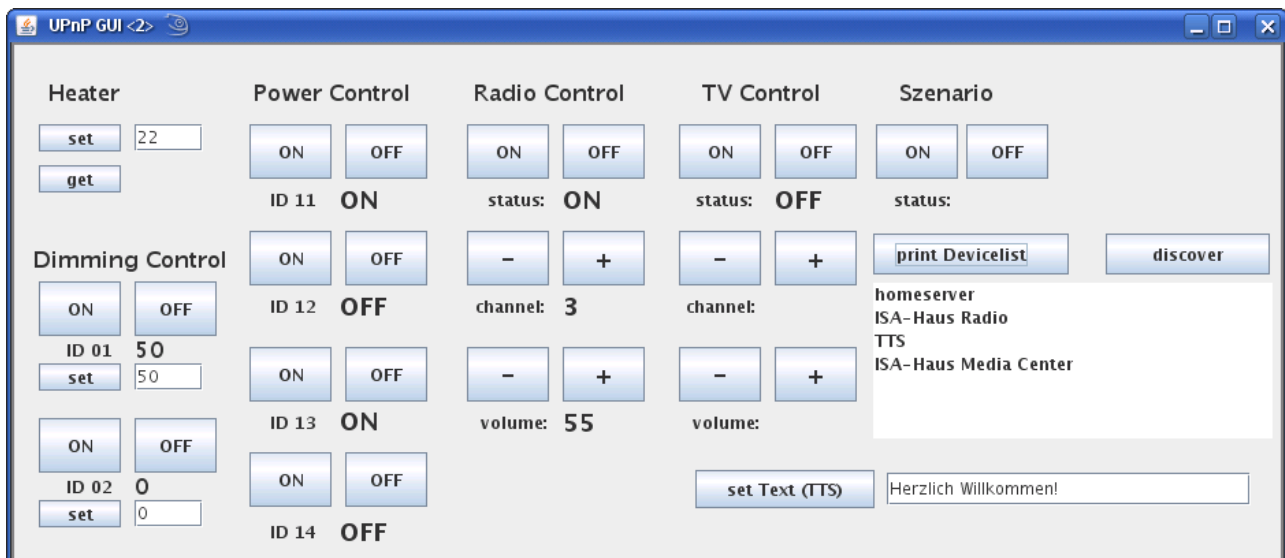 UPnP GUI <2>
Heater Power Control Radio Control TV Control Szenario
set 22 ON OFF ON OFF ON OFF ON OFF
get
ID 11 ON status: ON status: OFF status:
Dimming Control ON OFF - + - + print Devicelist discover
ON OFF ID 12 OFF channel: 3 channel:
homeserver
ISA-Haus Radio
TTS
ISA-Haus Media Center
ID 01 50
set 50 ON OFF - + - +
ID 13 ON volume: 55 volume:
ON OFF
ID 02 0 ON OFF set Text (TTS) Herzlich Willkommen!
set 0
ID 14 OFF